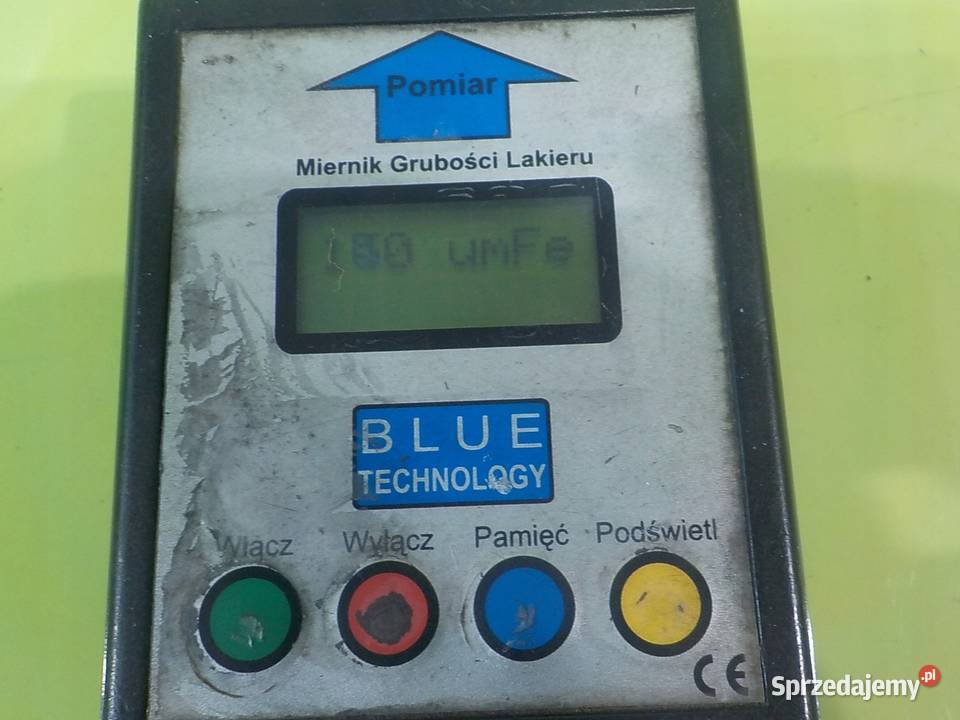 Pomiar
Miernik Grubości Lakieru
umFe
BLUE
TECHNOLOGY
Włącz Wyłącz Pamięć Podświetl
CE
Sprzedajemy.pl